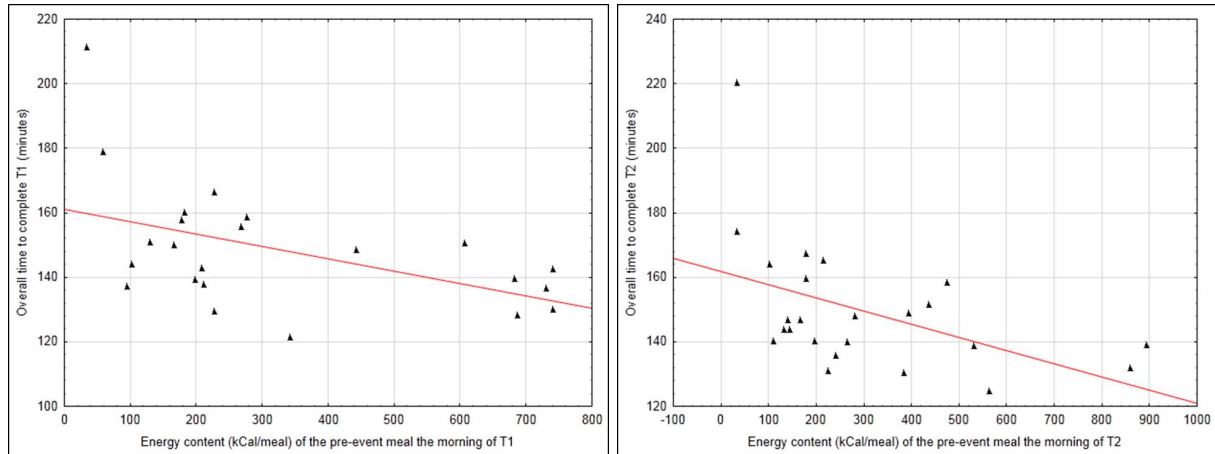 220
200
180
160
140
120
100
0 100 200 300 400 500 600 700 800
Overall time to complete T1 (minutes)
Energy content (kCal/meal) of the pre-event meal the morning of T1
240
220
200
180
160
140
120
-100 0 100 200 300 400 500 600 700 800 900 1000
Overall time to complete T2 (minutes)
Energy content (kCal/meal) of the pre-event meal the morning of T2